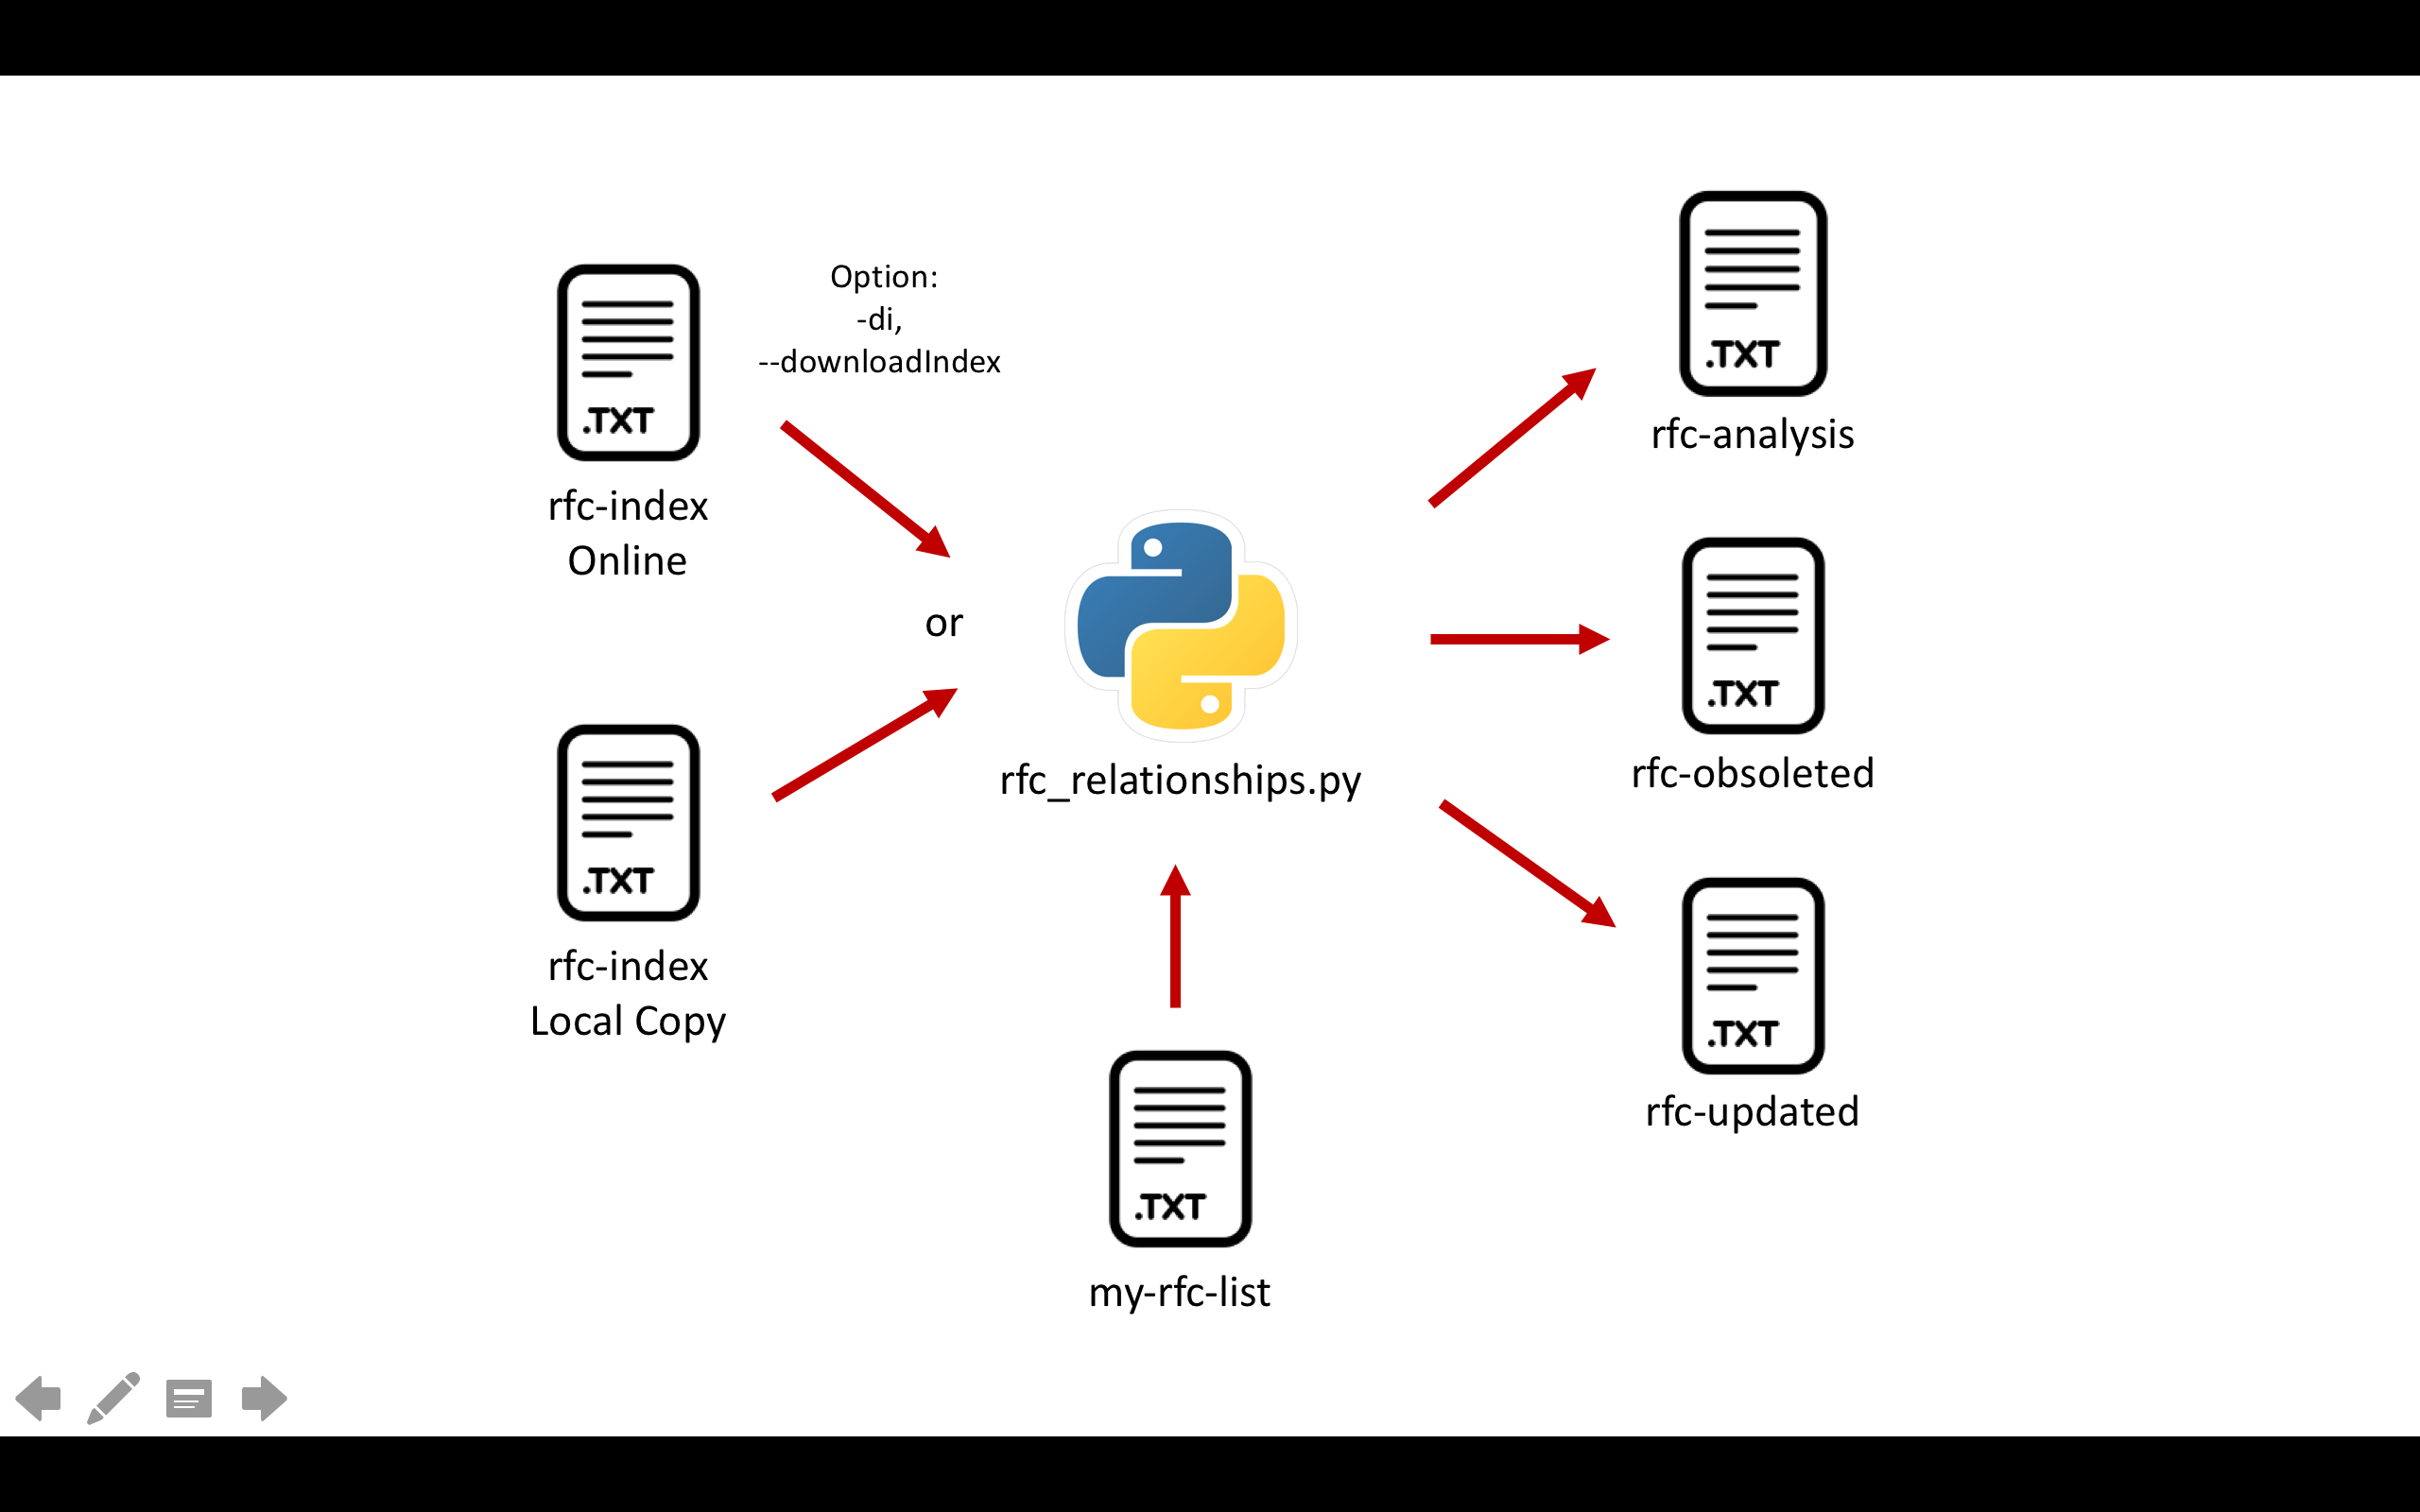 Option:
-di,
--downloadIndex
.TXT
rfc-index
Online
or
.TXT
rfc-index
Local Copy
rfc_relationships.py
.TXT
my-rfc-list
.TXT
rfc-analysis
.TXT
rfc-obsoleted
.TXT
rfc-updated